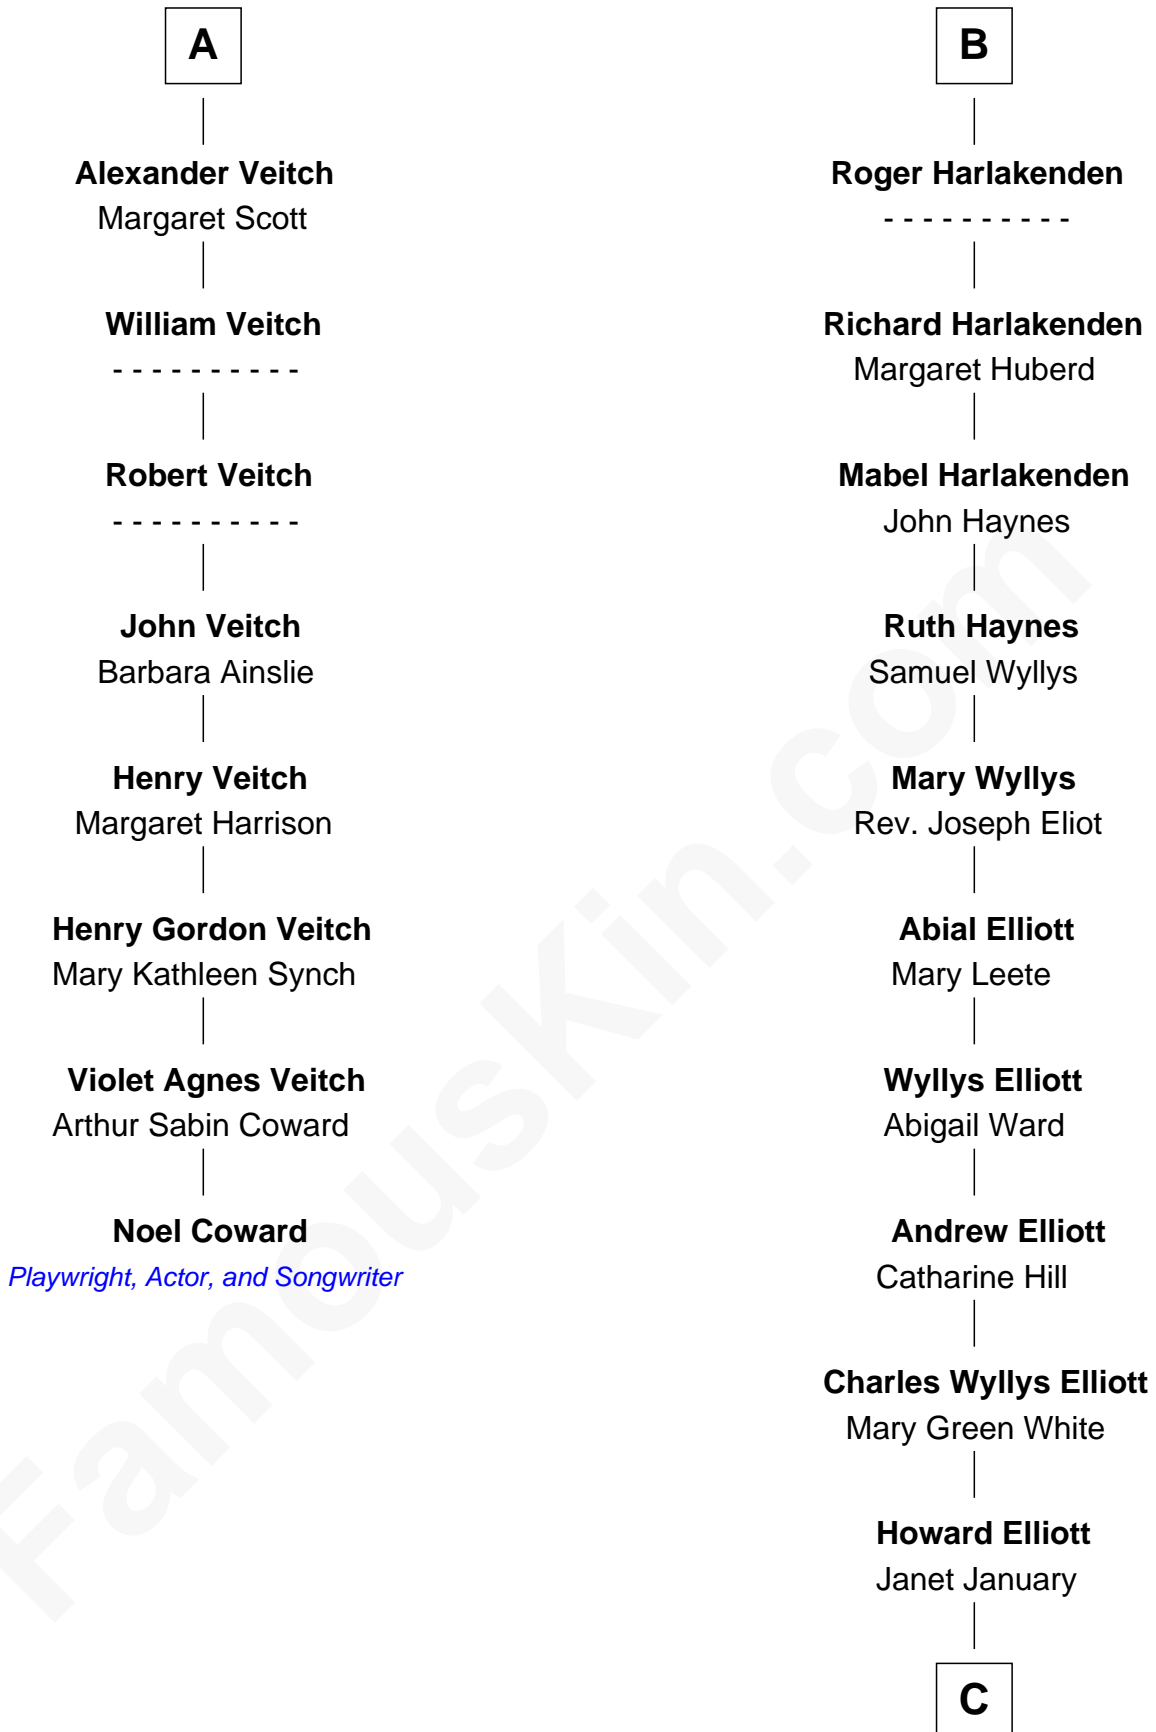 A
Alexander Veitch
Margaret Scott
William Veitch
- - - - - - - - - -
Robert Veitch
- - - - - - - - - -
John Veitch
Barbara Ainslie
Henry Veitch
Margaret Harrison
Henry Gordon Veitch
Mary Kathleen Synch
Violet Agnes Veitch
Arthur Sabin Coward
Noel Coward
Playwright, Actor, and Songwriter
B
Roger Harlakenden
- - - - - - - - - -
Richard Harlakenden
Margaret Huberd
Mabel Harlakenden
John Haynes
Ruth Haynes
Samuel Wyllys
Mary Wyllys
Rev. Joseph Eliot
Abial Elliott
Mary Leete
Wyllys Elliott
Abigail Ward
Andrew Elliott
Catharine Hill
Charles Wyllys Elliott
Mary Green White
Howard Elliott
Janet January
C
FamousKin.com